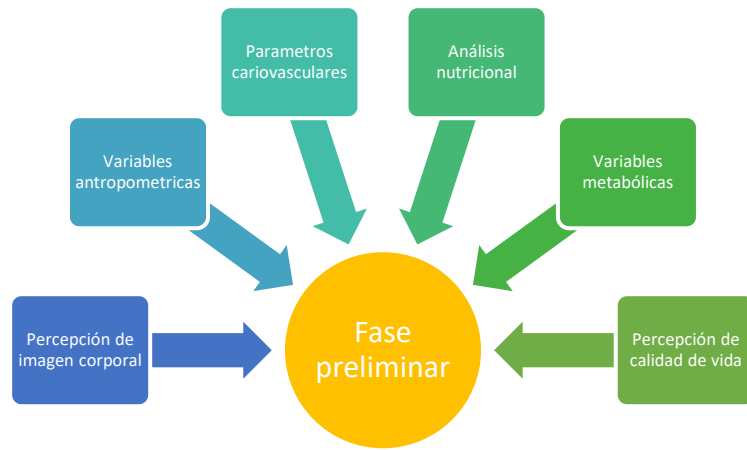 Parametros
cariovasculares
Análisis
nutricional
Variables
antropometricas
Variables
metabólicas
Percepción de
imagen corporal
Fase
preliminar
Percepción de
calidad de vida